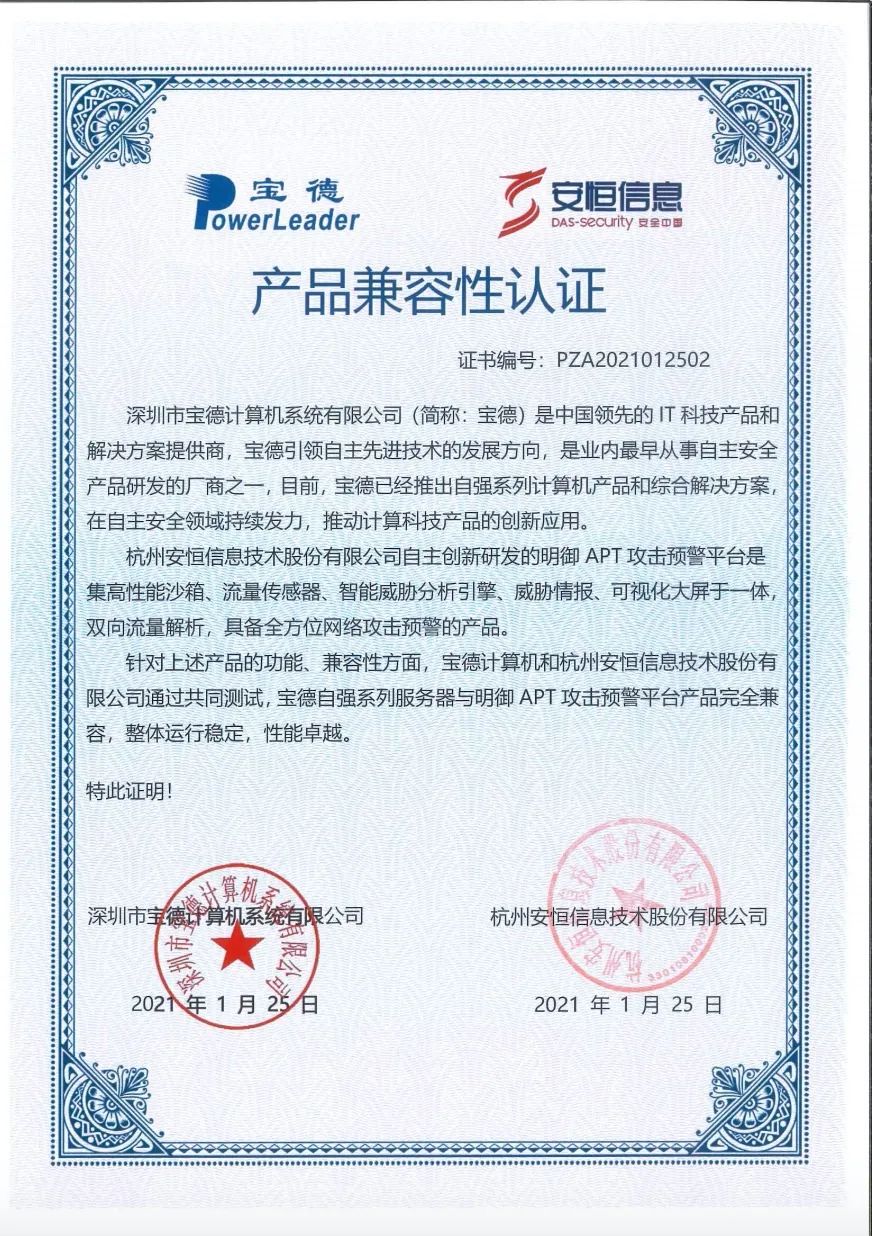 宝德
PowerLeader
安恒信息
DAS-security 安全中国
产品兼容性认证
证书编号：PZA2021012502
深圳市宝德计算机系统有限公司（简称：宝德）是中国领先的 IT 科技产品和
解决方案提供商，宝德引领自主先进技术的发展方向，是业内最早从事自主安全
产品研发的厂商之一，目前，宝德已经推出自强系列计算机产品和综合解决方案，
在自主安全领域持续发力，推动计算科技产品的创新应用。
杭州安恒信息技术股份有限公司自主创新研发的明御 APT 攻击预警平台是
集高性能沙箱、流量传感器、智能威胁分析引擎、威胁情报、可视化大屏于一体，
双向流量解析，具备全方位网络攻击预警的产品。
针对上述产品的功能、兼容性方面，宝德计算机和杭州安恒信息技术股份有
限公司通过共同测试，宝德自强系列服务器与明御 APT 攻击预警平台产品完全兼
容，整体运行稳定，性能卓越。
特此证明！
深圳市宝德计算机系统有限公司
杭州安恒信息技术股份有限公司
2021 年 1 月 25 日
2021 年 1 月 25 日
深圳市宝德计算机系统有限公司
杭州安恒信息技术股份有限公司